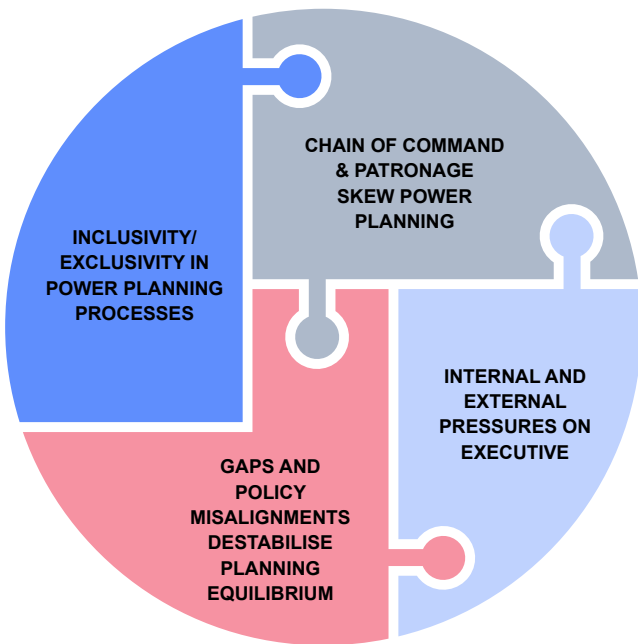 CHAIN OF COMMAND
& PATRONAGE
SKEW POWER
PLANNING
INCLUSIVITY/
EXCLUSIVITY IN
POWER PLANNING
PROCESSES
INTERNAL AND
EXTERNAL
PRESSURES ON
EXECUTIVE
GAPS AND
POLICY
MISALIGNMENTS
DESTABILISE
PLANNING
EQUILIBRIUM